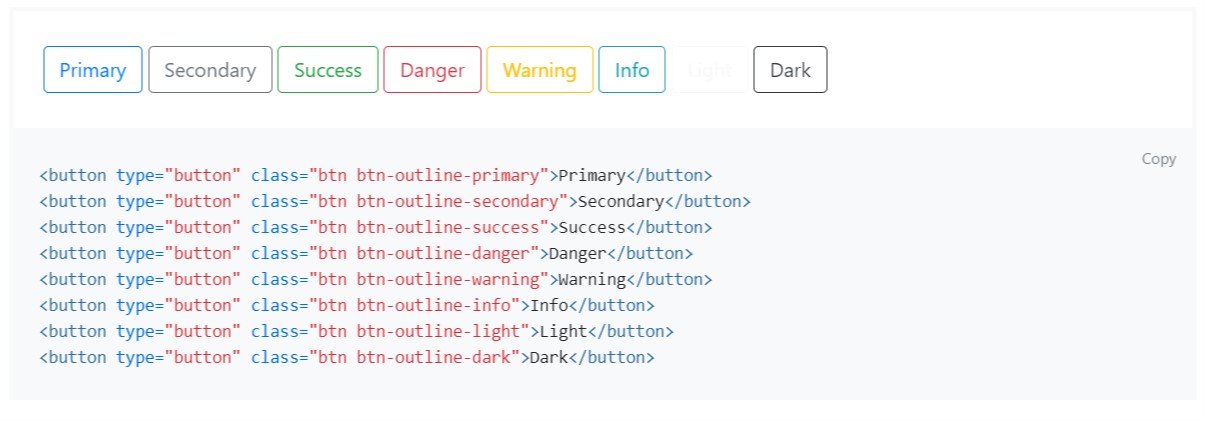 Primary Secondary Success Danger Warning Info Light Dark
Copy
<button type="button" class="btn btn-outline-primary">Primary</button>
<button type="button" class="btn btn-outline-secondary">Secondary</button>
<button type="button" class="btn btn-outline-success">Success</button>
<button type="button" class="btn btn-outline-danger">Danger</button>
<button type="button" class="btn btn-outline-warning">Warning</button>
<button type="button" class="btn btn-outline-info">Info</button>
<button type="button" class="btn btn-outline-light">Light</button>
<button type="button" class="btn btn-outline-dark">Dark</button>